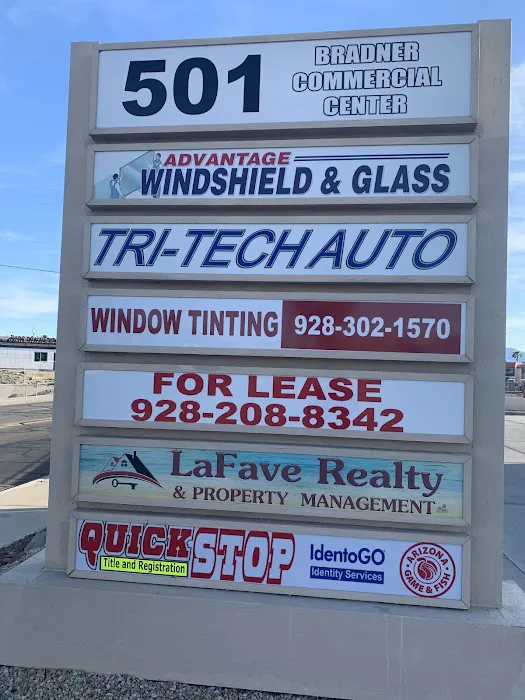 501
BRADNER
COMMERCIAL
CENTER
ADVANTAGE
WINDSHIELD & GLASS
TRI-TECH AUTO
WINDOW TINTING 928-302-1570
FOR LEASE
928-208-8342
LaFave Realty
& PROPERTY MANAGEMENT
QUICK STOP
Title and Registration
IdentoGO
Identity Services
ARIZONA
GAME & FISH